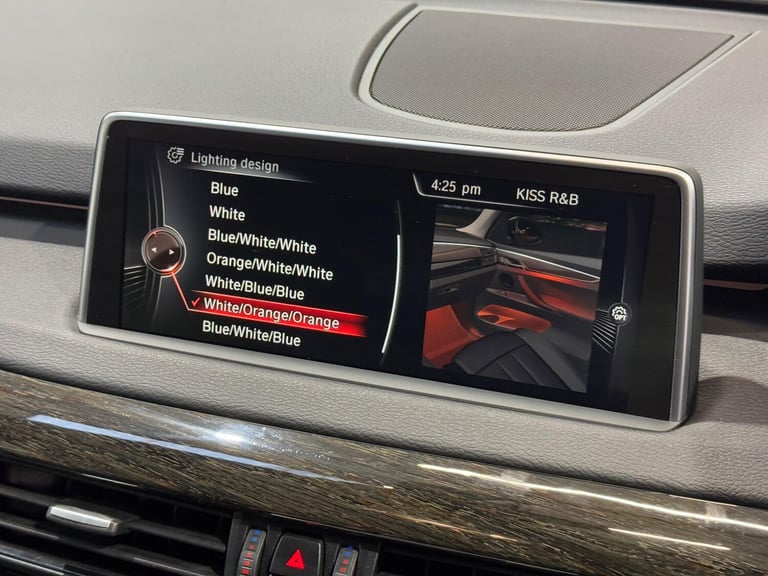 Lighting design
4:25 pm
KISS R&B
Blue
White
Blue/White/White
Orange/White/White
White/Blue/Blue
✓ White/Orange/Orange
Blue/White/Blue
OPT